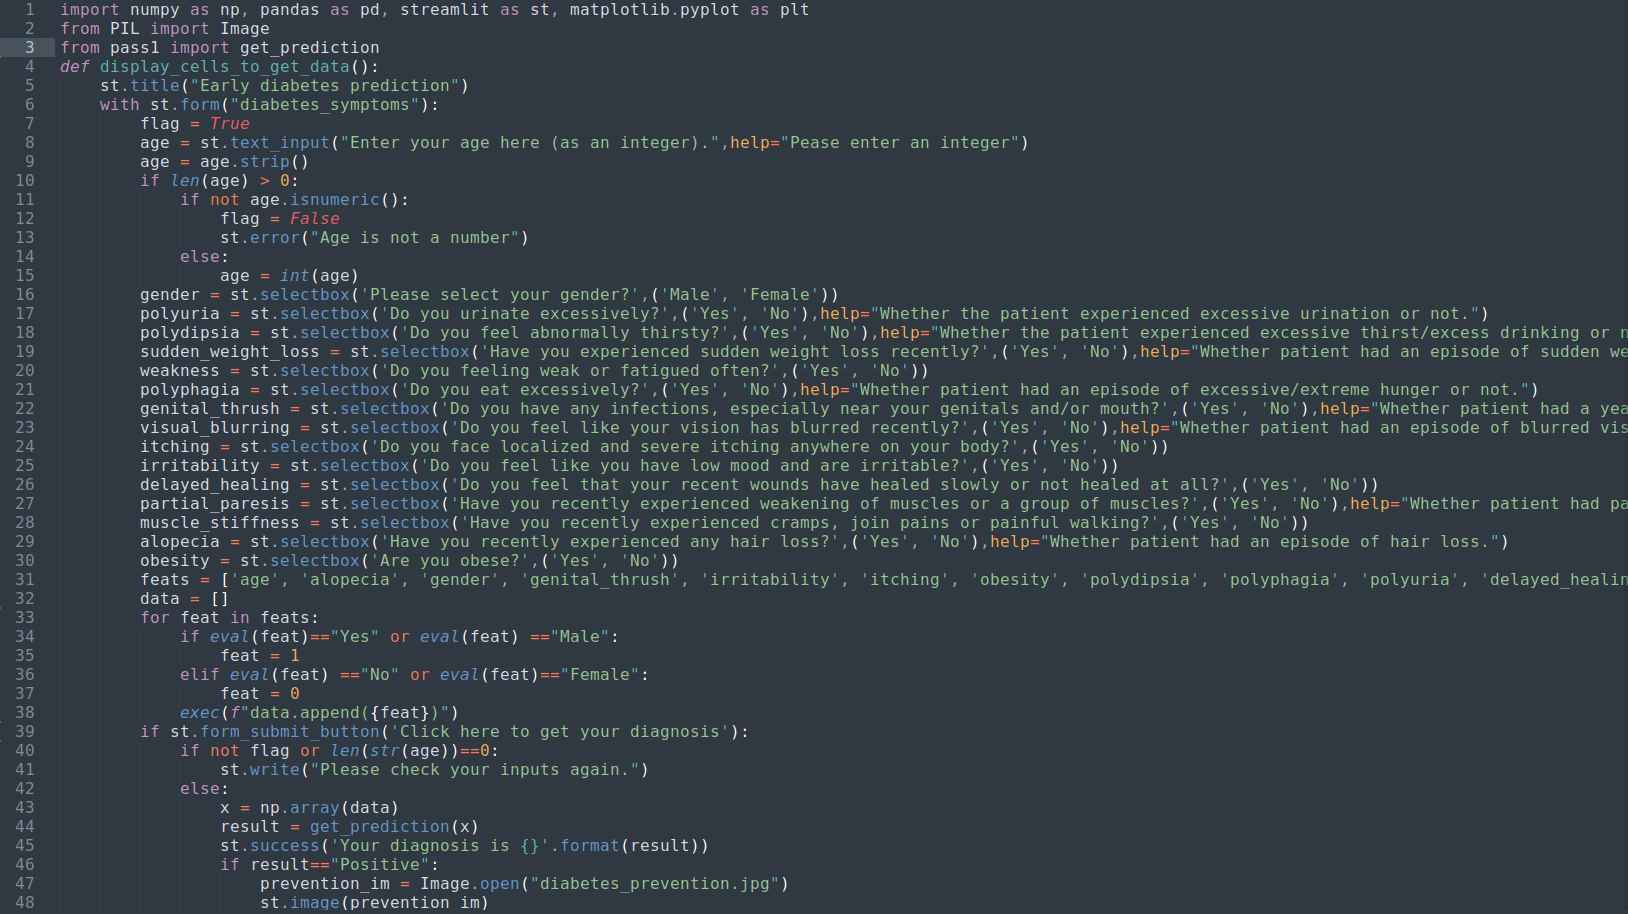 1 import numpy as np, pandas as pd, streamlit as st, matplotlib.pyplot as plt
2 from PIL import Image
3 from pass1 import get_prediction
4 def display_cells_to_get_data():
5     st.title("Early diabetes prediction")
6     with st.form("diabetes_symptoms"):
7         flag = True
8         age = st.text_input("Enter your age here (as an integer).",help="Pease enter an integer")
9         age = age.strip()
10         if len(age) > 0:
11             if not age.isnumeric():
12                 flag = False
13                 st.error("Age is not a number")
14             else:
15                 age = int(age)
16         gender = st.selectbox('Please select your gender?',('Male', 'Female'))
17         polyuria = st.selectbox('Do you urinate excessively?',('Yes', 'No'),help="Whether the patient experienced excessive urination or not.")
18         polydipsia = st.selectbox('Do you feel abnormally thirsty?',('Yes', 'No'),help="Whether the patient experienced excessive thirst/excess drinking or n
19         sudden_weight_loss = st.selectbox('Have you experienced sudden weight loss recently?',('Yes', 'No'),help="Whether patient had an episode of sudden we
20         weakness = st.selectbox('Do you feeling weak or fatigued often?',('Yes', 'No'))
21         polyphagia = st.selectbox('Do you eat excessively?',('Yes', 'No'),help="Whether patient had an episode of excessive/extreme hunger or not.")
22         genital_thrush = st.selectbox('Do you have any infections, especially near your genitals and/or mouth?',('Yes', 'No'),help="Whether patient had a yea
23         visual_blurring = st.selectbox('Do you feel like your vision has blurred recently?',('Yes', 'No'),help="Whether patient had an episode of blurred vis
24         itching = st.selectbox('Do you face localized and severe itching anywhere on your body?',('Yes', 'No'))
25         irritability = st.selectbox('Do you feel like you have low mood and are irritable?',('Yes', 'No'))
26         delayed_healing = st.selectbox('Do you feel that your recent wounds have healed slowly or not healed at all?',('Yes', 'No'))
27         partial_paresis = st.selectbox('Have you recently experienced weakening of muscles or a group of muscles?',('Yes', 'No'),help="Whether patient had pa
28         muscle_stiffness = st.selectbox('Have you recently experienced cramps, join pains or painful walking?',('Yes', 'No'))
29         alopecia = st.selectbox('Have you recently experienced any hair loss?',('Yes', 'No'),help="Whether patient had an episode of hair loss.")
30         obesity = st.selectbox('Are you obese?',('Yes', 'No'))
31         feats = ['age', 'alopecia', 'gender', 'genital_thrush', 'irritability', 'itching', 'obesity', 'polydipsia', 'polyphagia', 'polyuria', 'delayed_healin
32         data = []
33         for feat in feats:
34             if eval(feat)=="Yes" or eval(feat) =="Male":
35                 feat = 1
36             elif eval(feat) =="No" or eval(feat)=="Female":
37                 feat = 0
38             exec(f"data.append({feat})")
39         if st.form_submit_button('Click here to get your diagnosis'):
40             if not flag or len(str(age))==0:
41                 st.write("Please check your inputs again.")
42             else:
43                 x = np.array(data)
44                 result = get_prediction(x)
45                 st.success('Your diagnosis is {}'.format(result))
46                 if result=="Positive":
47                     prevention_im = Image.open("diabetes_prevention.jpg")
48                     st.image(prevention_im)